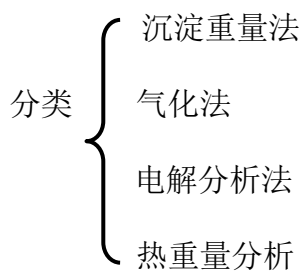 沉淀重量法
分类
气化法
电解分析法
热重量分析